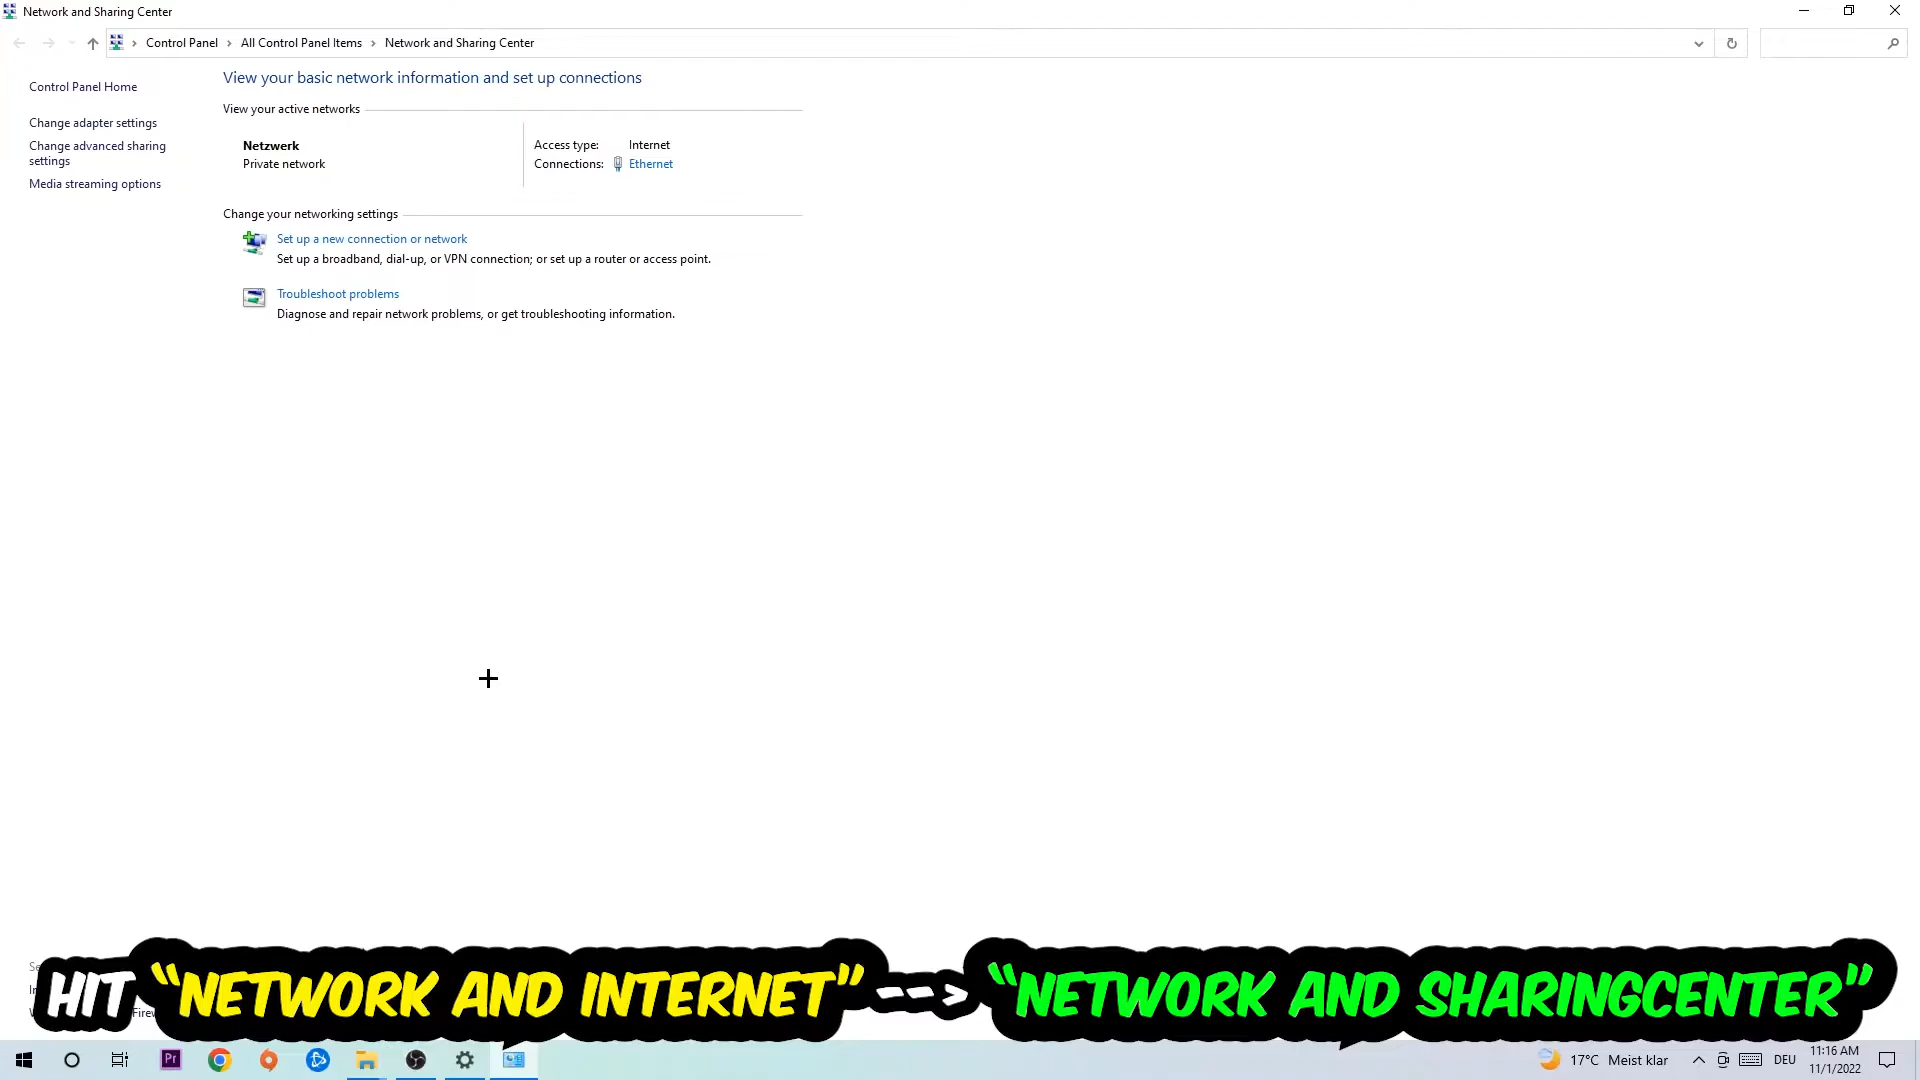 Network and Sharing Center
Control Panel > All Control Panel Items > Network and Sharing Center
Control Panel Home
Change adapter settings
Change advanced sharing
settings
Media streaming options
View your basic network information and set up connections
View your active networks
Netzwerk
Private network
Access type: Internet
Connections: Ethernet
Change your networking settings
Set up a new connection or network
Set up a broadband, dial-up, or VPN connection; or set up a router or access point.
Troubleshoot problems
Diagnose and repair network problems, or get troubleshooting information.
HIT "NETWORK AND INTERNET" ---> "NETWORK AND SHARINGCENTER"
Pr
17°C Meist klar
DEU
11:16 AM
11/1/2022